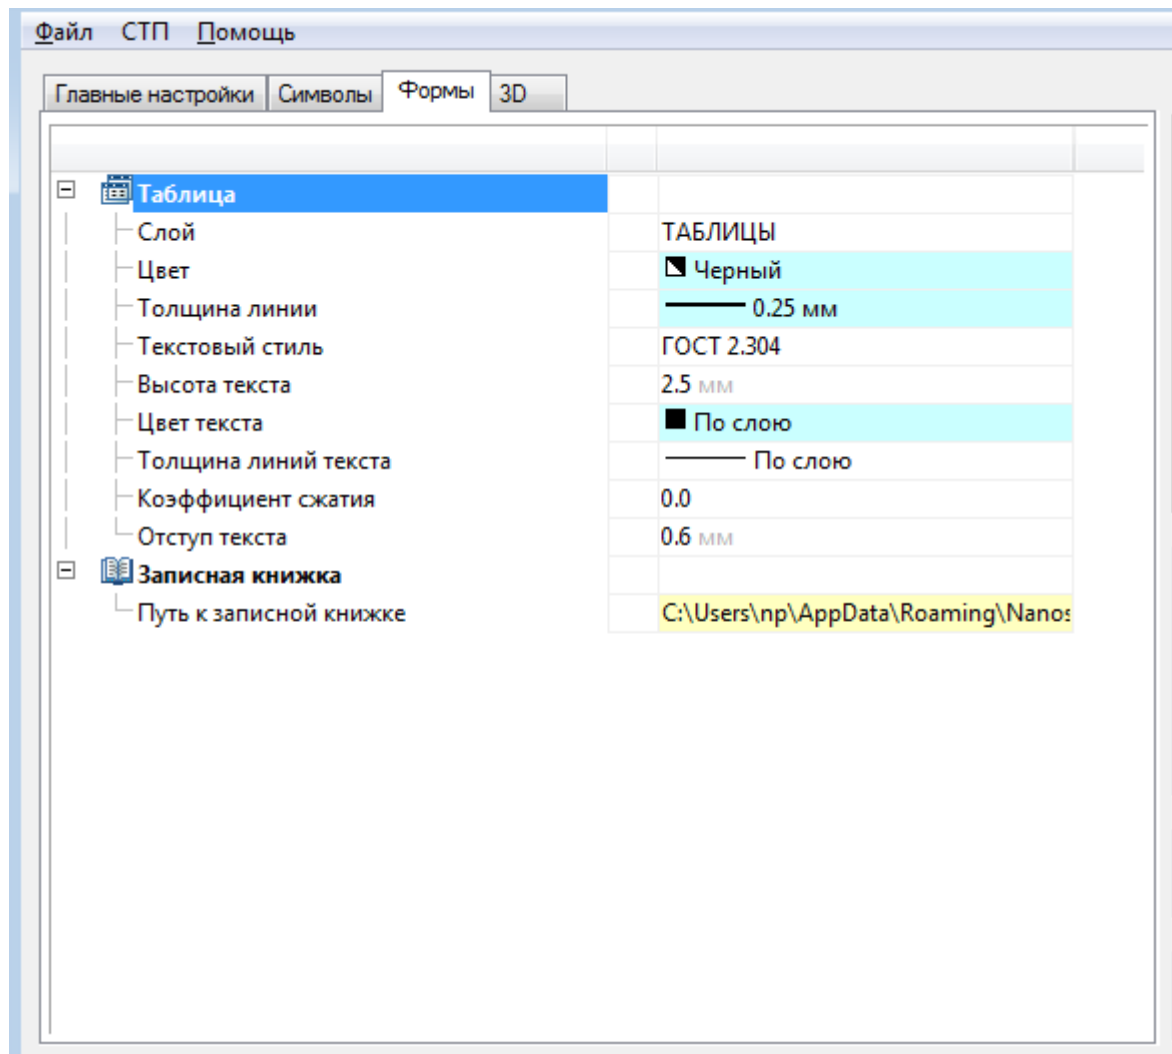 Файл СТП Помощь
Главные настройки Символы Формы 3D
Таблица
Слой ТАБЛИЦЫ
Цвет Черный
Толщина линии 0.25 мм
Текстовый стиль ГОСТ 2.304
Высота текста 2.5 мм
Цвет текста По слою
Толщина линий текста По слою
Коэффициент сжатия 0.0
Отступ текста 0.6 мм
Записная книжка
Путь к записной книжке C:\Users\np\AppData\Roaming\Nanos